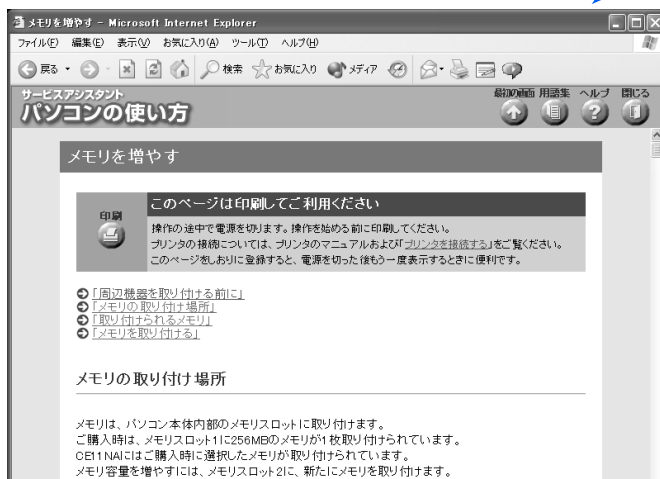 メモリを増やす - Microsoft Internet Explorer
ファイル(F) 編集(E) 表示(V) お気に入り(A) ツール(T) ヘルプ(H)
戻る 検索 お気に入り メディア
サービスアシスタント
パソコンの使い方
最初の画面 用語集 ヘルプ 閉じる
メモリを増やす
印刷
このページは印刷してご利用ください
操作の途中で電源を切ります。操作を始める前に印刷してください。
プリンタの接続については、プリンタのマニュアルおよび「プリンタを接続する」をご覧ください。
このページをしおりに登録すると、電源を切った後もう一度表示するときに便利です。
「周辺機器を取り付ける前に」
「メモリの取り付け場所」
「取り付けられるメモリ」
「メモリを取り付ける」
メモリの取り付け場所
メモリは、パソコン本体内部のメモリスロットに取り付けます。
ご購入時は、メモリスロット1に256MBのメモリが1枚取り付けられています。
CE11NAにはご購入時に選択したメモリが取り付けられています。
メモリ容量を増やすには、メモリスロット2に、新たにメモリを取り付けます。